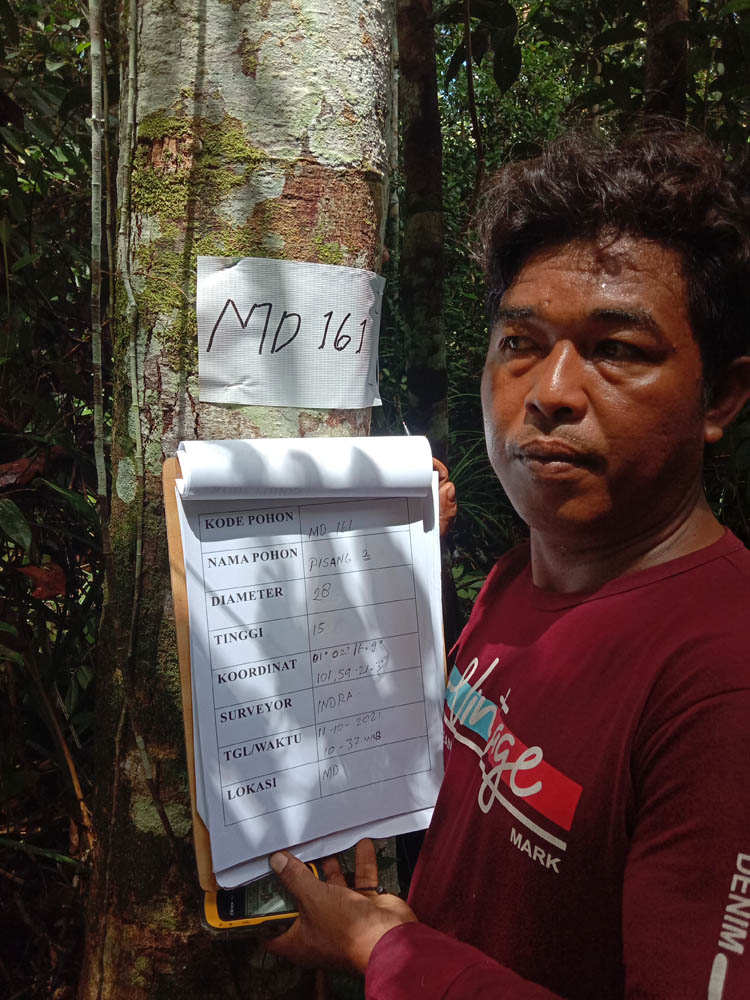 MD 161
KODE POHON MD 161
NAMA POHON PISANG 2
DIAMETER 28
TINGGI 15
KOORDINAT 01° 02' 16.9"
101.59-21.3"
SURVEYOR INDRA
TGL/WAKTU 11-10-2021
10-37 WIB
LOKASI MD
Vintage
MARK
DENIM